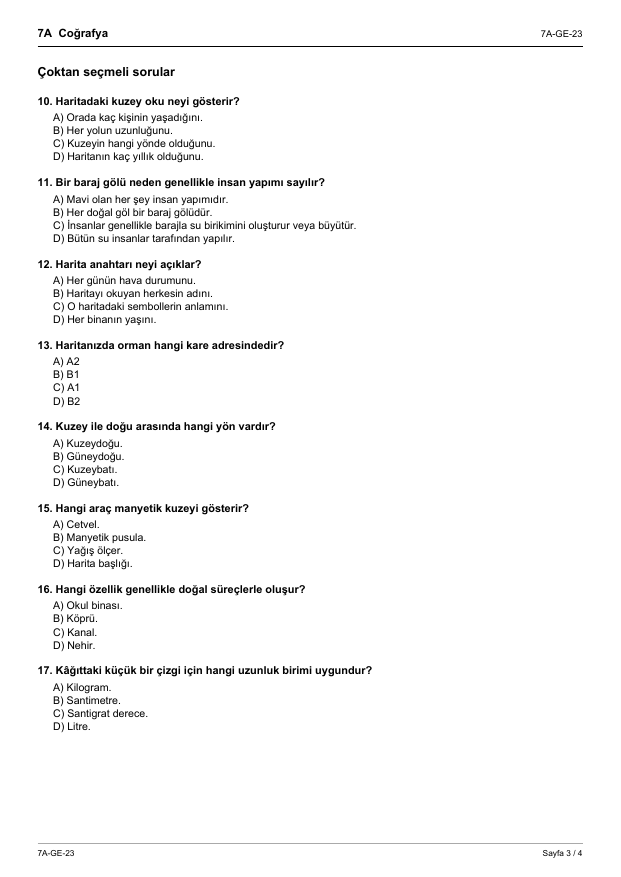 7A Coğrafya
7A-GE-23
Çoktan seçmeli sorular
10. Haritadaki kuzey oku neyi gösterir?
A) Orada kaç kişinin yaşadığını.
B) Her yolun uzunluğunu.
C) Kuzeyin hangi yönde olduğunu.
D) Haritanın kaç yıllık olduğunu.
11. Bir baraj gölü neden genellikle insan yapımı sayılır?
A) Mavi olan her şey insan yapımıdır.
B) Her doğal göl bir baraj gölüdür.
C) İnsanlar genellikle barajla su birikimini oluşturur veya büyütür.
D) Bütün su insanlar tarafından yapılır.
12. Harita anahtarı neyi açıklar?
A) Her günün hava durumunu.
B) Haritayı okuyan herkesin adını.
C) O haritadaki sembollerin anlamını.
D) Her binanın yaşını.
13. Haritanızda orman hangi kare adresindedir?
A) A2
B) B1
C) A1
D) B2
14. Kuzey ile doğu arasında hangi yön vardır?
A) Kuzeydoğu.
B) Güneydoğu.
C) Kuzeybatı.
D) Güneybatı.
15. Hangi araç manyetik kuzeyi gösterir?
A) Cetvel.
B) Manyetik pusula.
C) Yağış ölçer.
D) Harita başlığı.
16. Hangi özellik genellikle doğal süreçlerle oluşur?
A) Okul binası.
B) Köprü.
C) Kanal.
D) Nehir.
17. Kâğıttaki küçük bir çizgi için hangi uzunluk birimi uygundur?
A) Kilogram.
B) Santimetre.
C) Santigrat derece.
D) Litre.
7A-GE-23
Sayfa 3 / 4